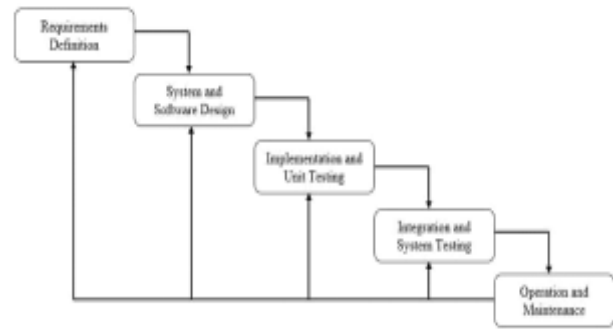 Requirements
Definition
System and
Software Design
Implementation and
Unit Testing
Integration and
System Testing
Operation and
Maintenance